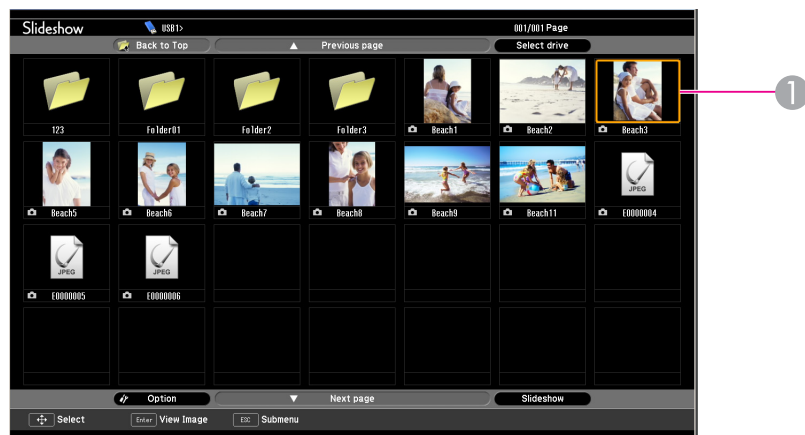 Slideshow USB1> 001/001 Page
Back to Top Previous page Select drive
123 Folder01 Folder2 Folder3 Beach1 Beach2 Beach3
1
Beach5 Beach6 Beach7 Beach8 Beach9 Beach11 E0000004
JPEG
JPEG JPEG
E0000005 E0000006
Option Next page Slideshow
Select Enter View Image ESC Submenu